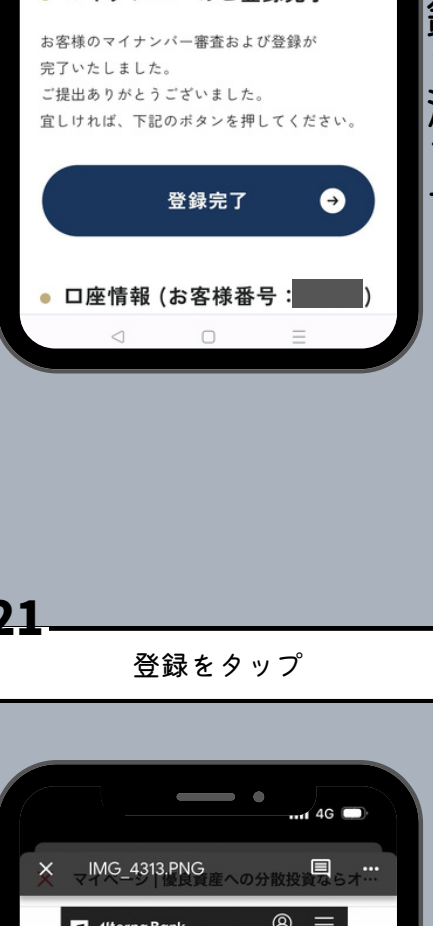 お客様のマイナンバー審査および登録が
完了いたしました。
ご提出ありがとうございました。
宜しければ、下記のボタンを押してください。
登録完了
口座情報 (お客様番号: )
21
登録をタップ
4G
IMG_4313.PNG
マイページ | 優良資産への分散投資ならオ…